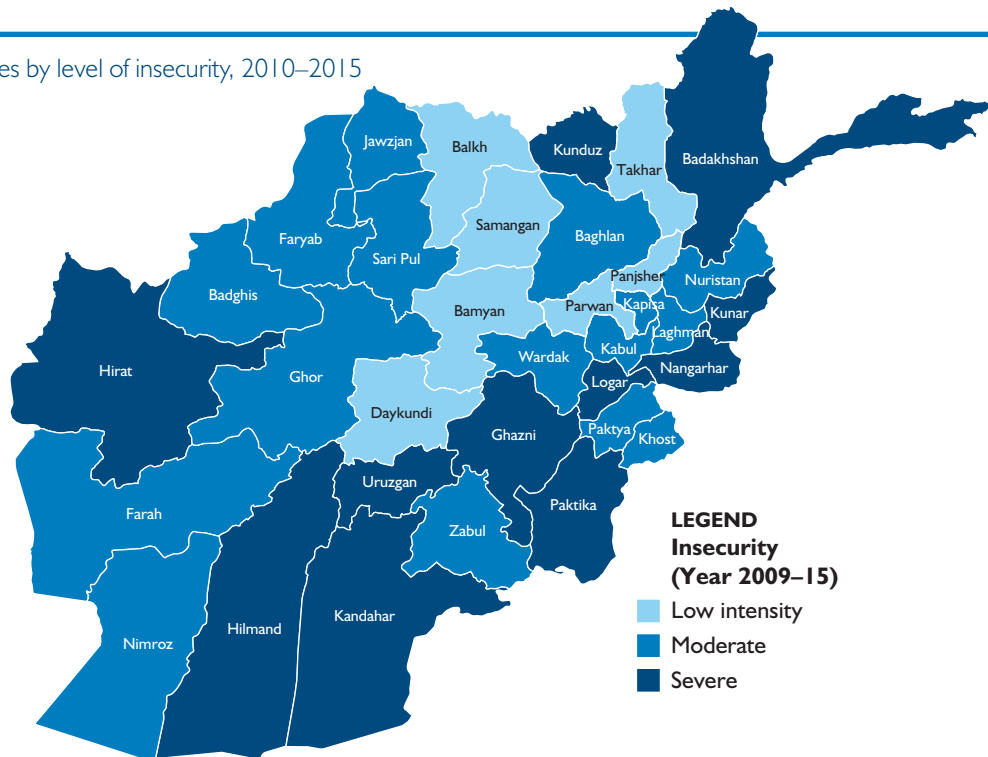 es by level of insecurity, 2010–2015
Jawzjan
Balkh
Kunduz
Takhar
Badakhshan
Samangan
Faryab
Sari Pul
Baghlan
Badghis
Panjsher
Nuristan
Bamyan
Parwan
Kapisa
Kunar
Laghman
Hirat
Ghor
Wardak
Kabul
Nangarhar
Logar
Daykundi
Ghazni
Paktya
Khost
Uruzgan
Paktika
Farah
Zabul
Kandahar
Hilmand
Nimroz
LEGEND
Insecurity
(Year 2009–15)
Low intensity
Moderate
Severe